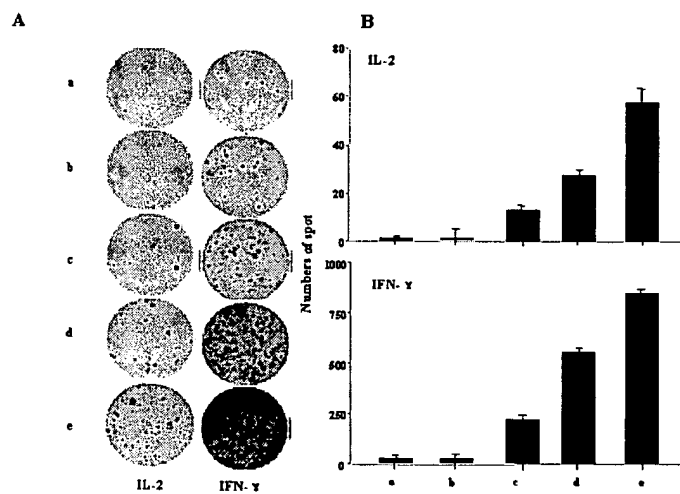 A
a
b
c
d
e
IL-2 IFN- γ
B
80
60
40
20
0
IL-2
Numbers of spot
1000
750
500
250
0
IFN- γ
a b c d e